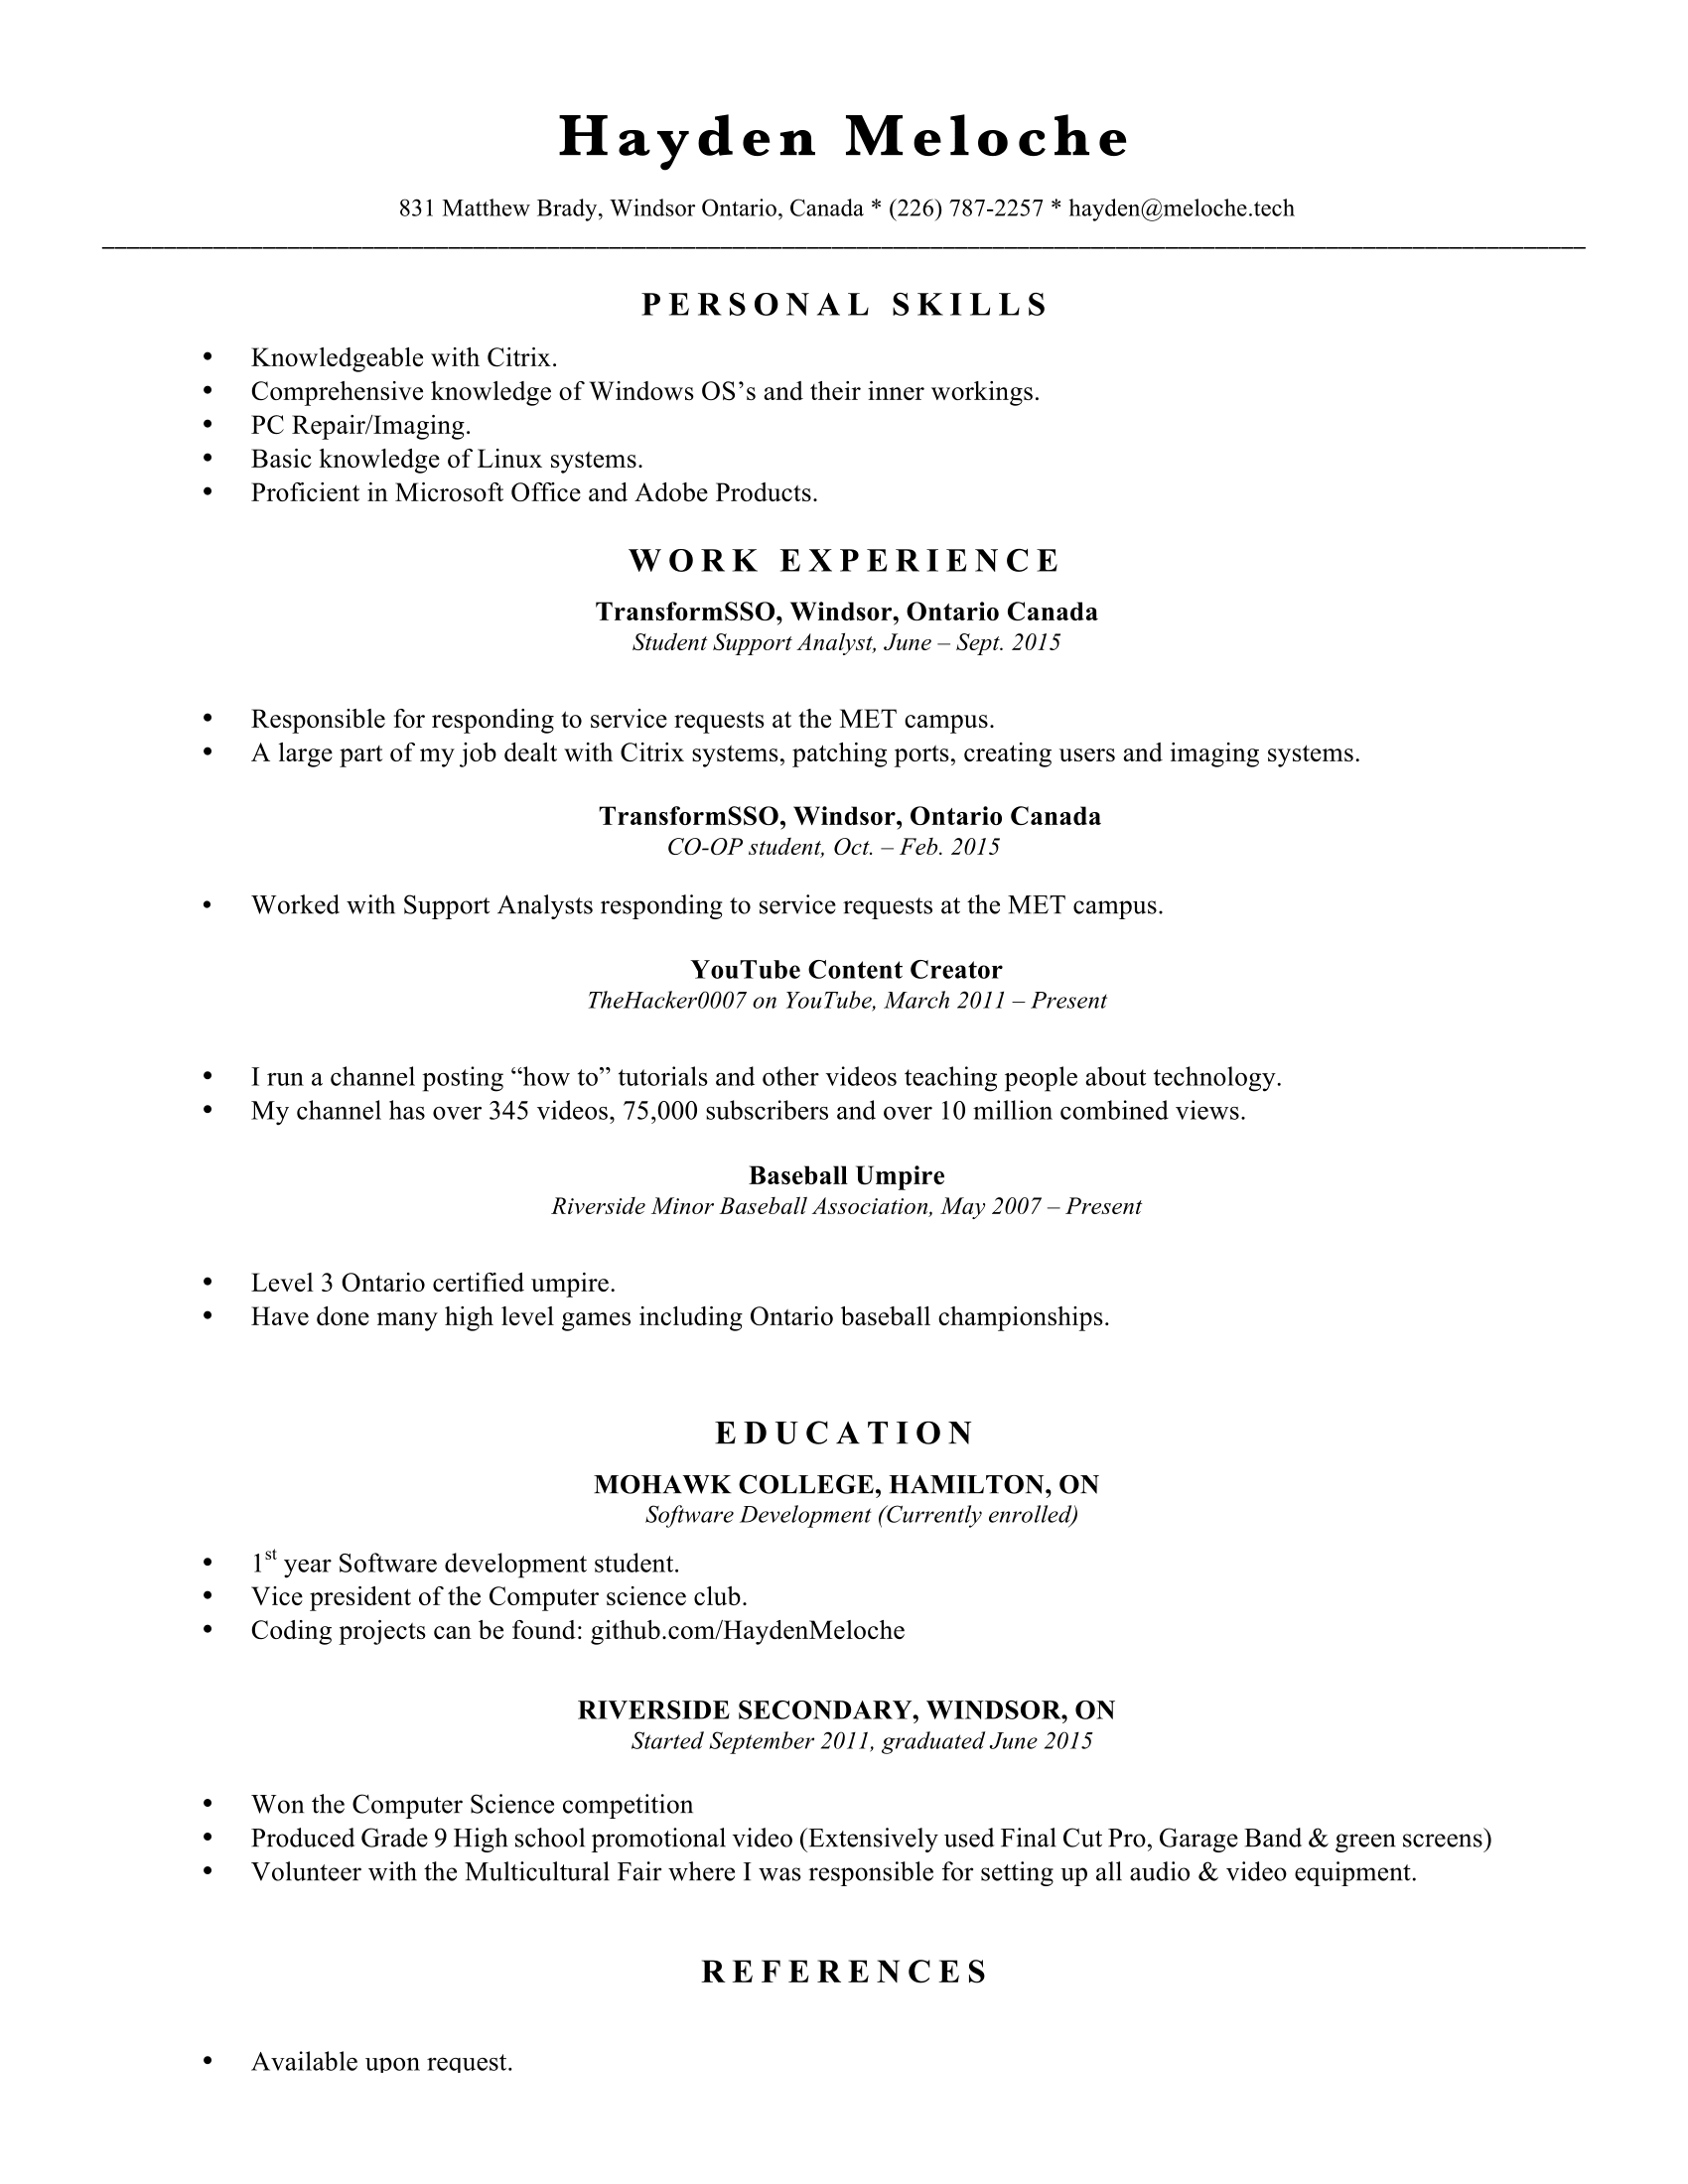 Hayden Meloche
831 Matthew Brady, Windsor Ontario, Canada * (226) 787-2257 * hayden@meloche.tech
PERSONAL SKILLS
• Knowledgeable with Citrix.
• Comprehensive knowledge of Windows OS’s and their inner workings.
• PC Repair/Imaging.
• Basic knowledge of Linux systems.
• Proficient in Microsoft Office and Adobe Products.
WORK EXPERIENCE
TransformSSO, Windsor, Ontario Canada
Student Support Analyst, June – Sept. 2015
• Responsible for responding to service requests at the MET campus.
• A large part of my job dealt with Citrix systems, patching ports, creating users and imaging systems.
TransformSSO, Windsor, Ontario Canada
CO-OP student, Oct. – Feb. 2015
• Worked with Support Analysts responding to service requests at the MET campus.
YouTube Content Creator
TheHacker0007 on YouTube, March 2011 – Present
• I run a channel posting “how to” tutorials and other videos teaching people about technology.
• My channel has over 345 videos, 75,000 subscribers and over 10 million combined views.
Baseball Umpire
Riverside Minor Baseball Association, May 2007 – Present
• Level 3 Ontario certified umpire.
• Have done many high level games including Ontario baseball championships.
EDUCATION
MOHAWK COLLEGE, HAMILTON, ON
Software Development (Currently enrolled)
• 1st year Software development student.
• Vice president of the Computer science club.
• Coding projects can be found: github.com/HaydenMeloche
RIVERSIDE SECONDARY, WINDSOR, ON
Started September 2011, graduated June 2015
• Won the Computer Science competition
• Produced Grade 9 High school promotional video (Extensively used Final Cut Pro, Garage Band & green screens)
• Volunteer with the Multicultural Fair where I was responsible for setting up all audio & video equipment.
REFERENCES
• Available upon request.